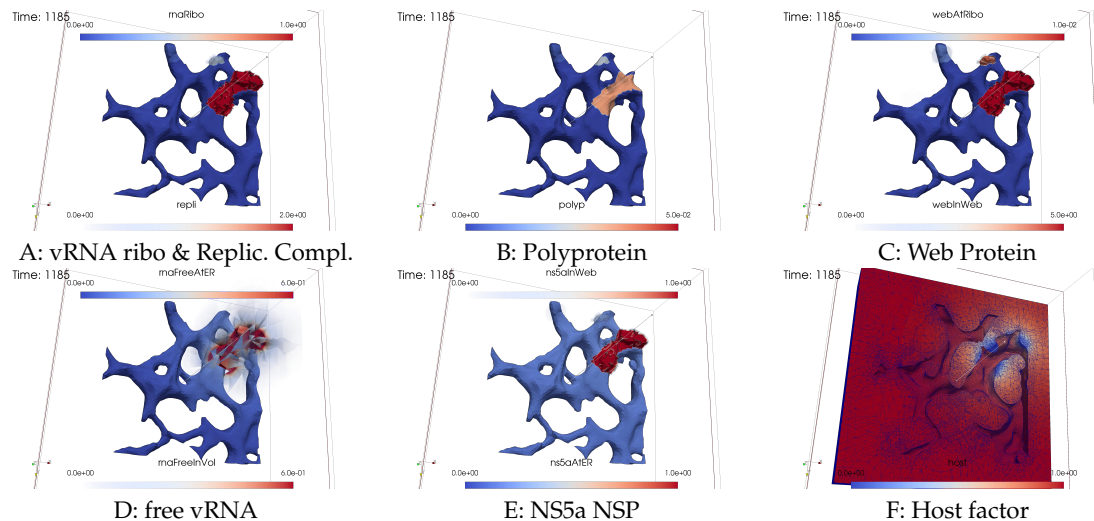 Time: 1185
rnaRibo
0.0e+00
1.0e+00
repli
0.0e+00
2.0e+00
A: vRNA ribo & Replic. Compl.
Time: 1185
polyp
0.0e+00
5.0e-02
B: Polyprotein
Time: 1185
webAtRibo
0.0e+00
1.0e-02
webInWeb
0.0e+00
5.0e+00
C: Web Protein
Time: 1185
rnaFreeAtER
0.0e+00
6.0e-01
rnaFreeInVol
0.0e+00
6.0e-01
D: free vRNA
Time: 1185
ns5aInWeb
0.0e+00
1.0e+00
ns5aAtER
0.0e+00
1.0e+00
E: NS5a NSP
Time: 1185
host
0.0e+00
1.0e+00
F: Host factor